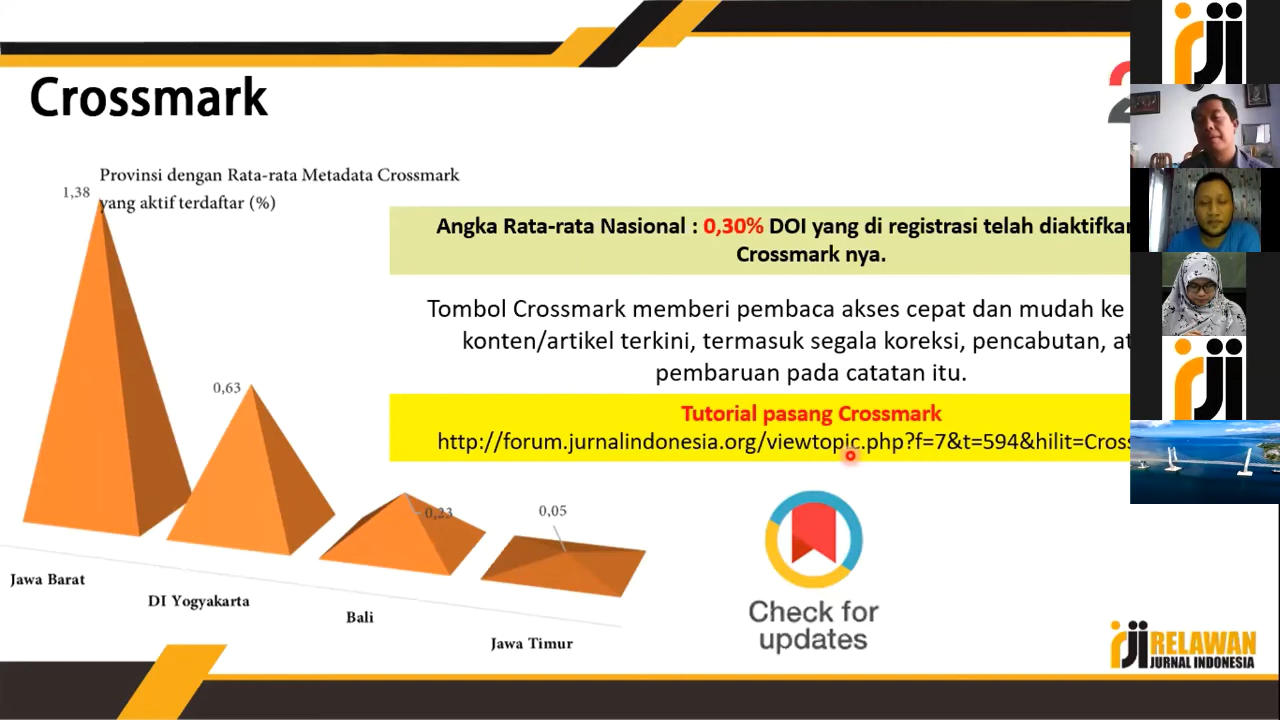 Crossmark
Provinsi dengan Rata-rata Metadata Crossmark
yang aktif terdaftar (%)
1,38
0,63
0,23
0,05
Jawa Barat
DI Yogyakarta
Bali
Jawa Timur
Angka Rata-rata Nasional : 0,30% DOI yang di registrasi telah diaktifkan
Crossmark nya.
Tombol Crossmark memberi pembaca akses cepat dan mudah ke
konten/artikel terkini, termasuk segala koreksi, pencabutan,
pembaruan pada catatan itu.
Tutorial pasang Crossmark
http://forum.jurnalindonesia.org/viewtopic.php?f=7&t=594&hilit=Cross
Check for
updates
rji
rji
rji RELAWAN
JURNAL INDONESIA